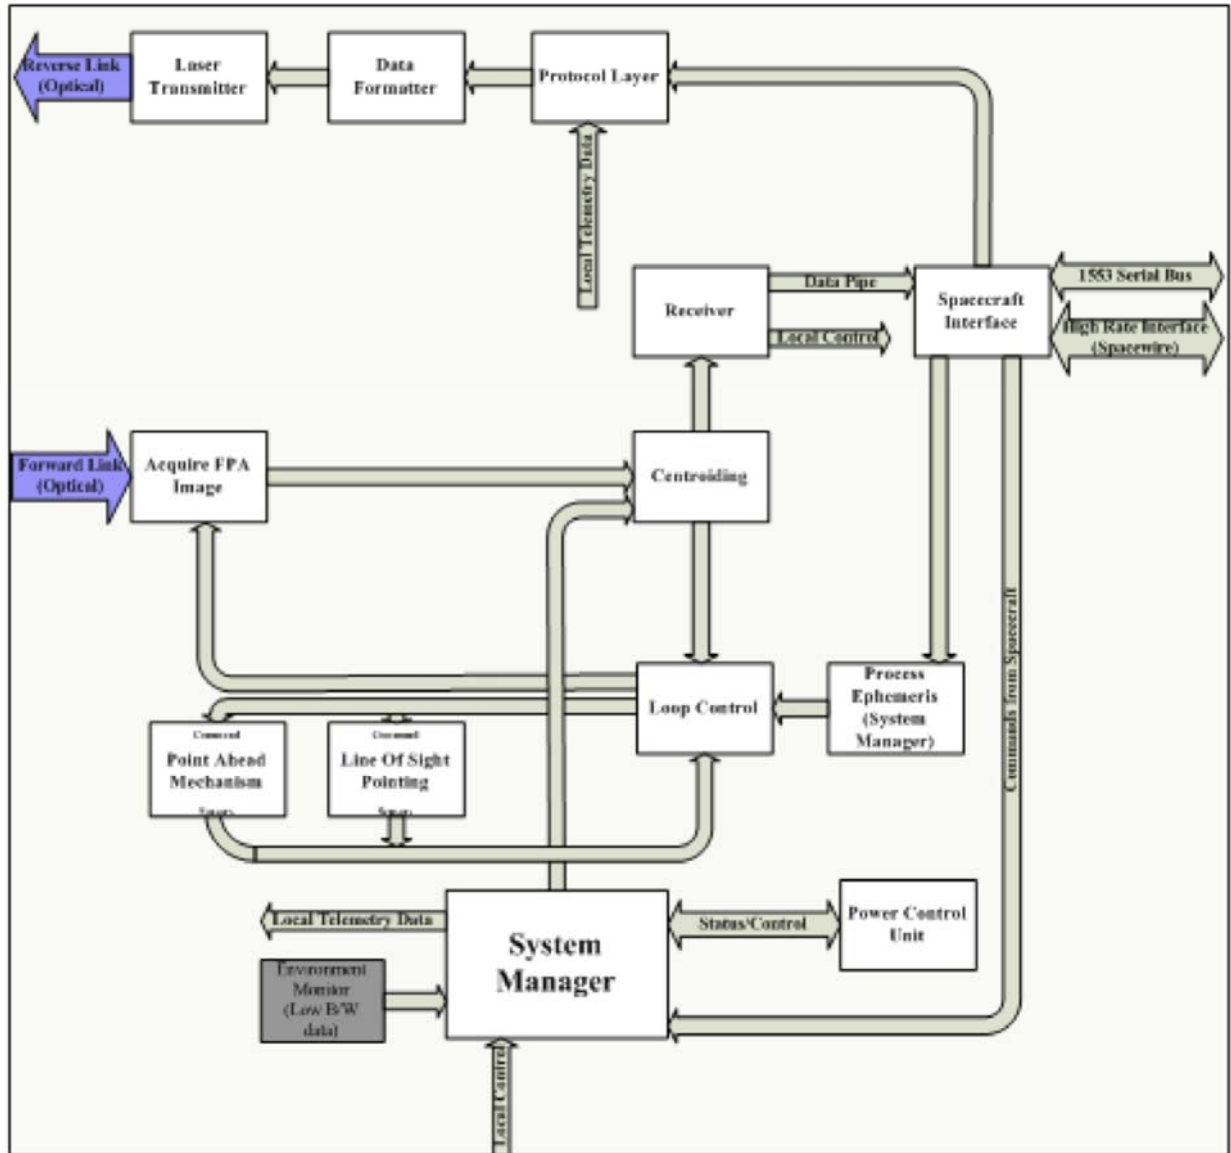 Reverse Link
(Optical)
Laser
Transmitter
Data
Formatter
Protocol Layer
Local Telemetry Data
Receiver
Data Pipe
Local Control
Spacecraft
Interface
1553 Serial Bus
High Rate Interface
(Spacewire)
Forward Link
(Optical)
Acquire FPA
Image
Centroiding
Commands from Spacecraft
Loop Control
Process
Ephemeris
(System
Manager)
Command
Point Ahead
Mechanism
Command
Line Of Sight
Pointing
Local Telemetry Data
System
Manager
Status/Control
Power Control
Unit
Environment
Monitor
(Low B/W
data)
Local Control